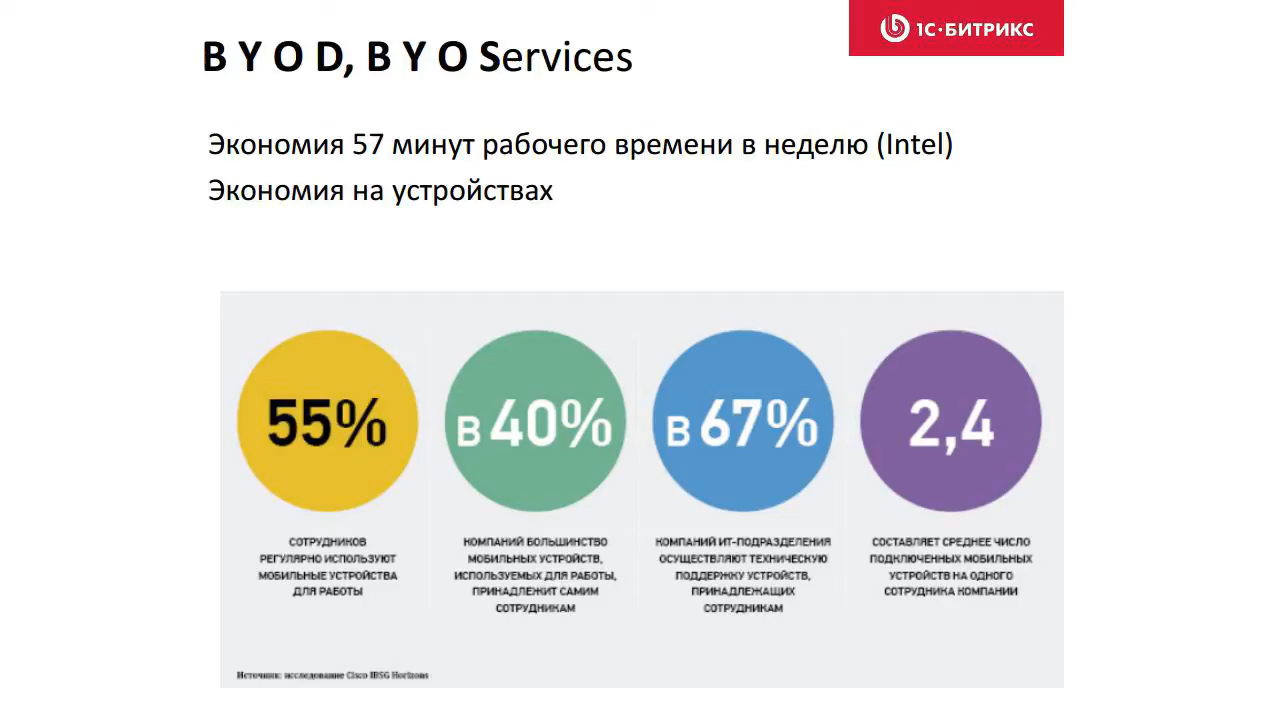 1С·БИТРИКС
B Y O D, B Y O Services
Экономия 57 минут рабочего времени в неделю (Intel)
Экономия на устройствах
55%
СОТРУДНИКОВ
РЕГУЛЯРНО ИСПОЛЬЗУЮТ
МОБИЛЬНЫЕ УСТРОЙСТВА
ДЛЯ РАБОТЫ
В 40%
КОМПАНИЙ БОЛЬШИНСТВО
МОБИЛЬНЫХ УСТРОЙСТВ,
ИСПОЛЬЗУЕМЫХ ДЛЯ РАБОТЫ,
ПРИНАДЛЕЖИТ САМИМ
СОТРУДНИКАМ
В 67%
КОМПАНИЙ ИТ-ПОДРАЗДЕЛЕНИЯ
ОСУЩЕСТВЛЯЮТ ТЕХНИЧЕСКУЮ
ПОДДЕРЖКУ УСТРОЙСТВ,
ПРИНАДЛЕЖАЩИХ
СОТРУДНИКАМ
2,4
СОСТАВЛЯЕТ СРЕДНЕЕ ЧИСЛО
ПОДКЛЮЧЕННЫХ МОБИЛЬНЫХ
УСТРОЙСТВ НА ОДНОГО
СОТРУДНИКА КОМПАНИИ
Источник: исследование Cisco IBSG Horizons